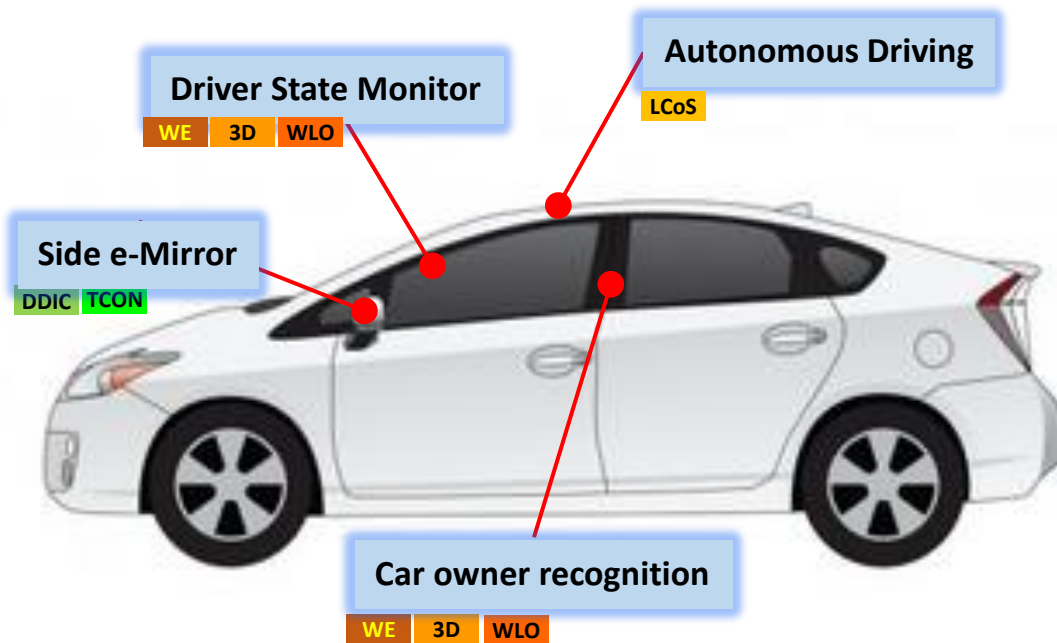 Autonomous Driving
LCoS
Driver State Monitor
WE 3D WLO
Side e-Mirror
DDIC TCON
Car owner recognition
WE 3D WLO